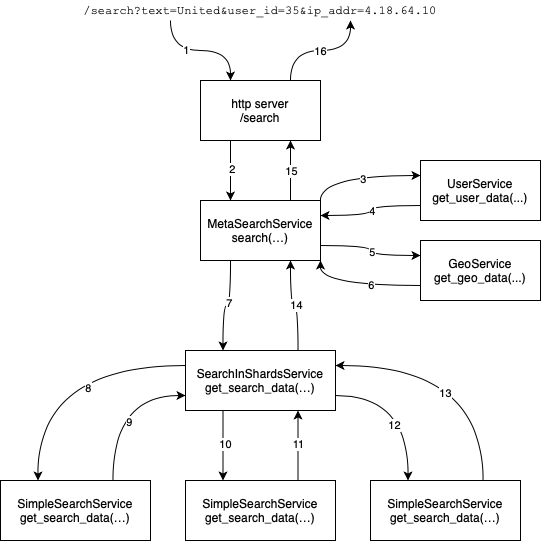 /search?text=United&user_id=35&ip_addr=4.18.64.10
1
16
http server
/search
2
15
3
UserService
get_user_data(...)
4
MetaSearchService
search(...)
5
GeoService
get_geo_data(...)
6
7
14
SearchInShardsService
get_search_data(...)
8
13
9
10
11
12
SimpleSearchService
get_search_data(...)
SimpleSearchService
get_search_data(...)
SimpleSearchService
get_search_data(...)